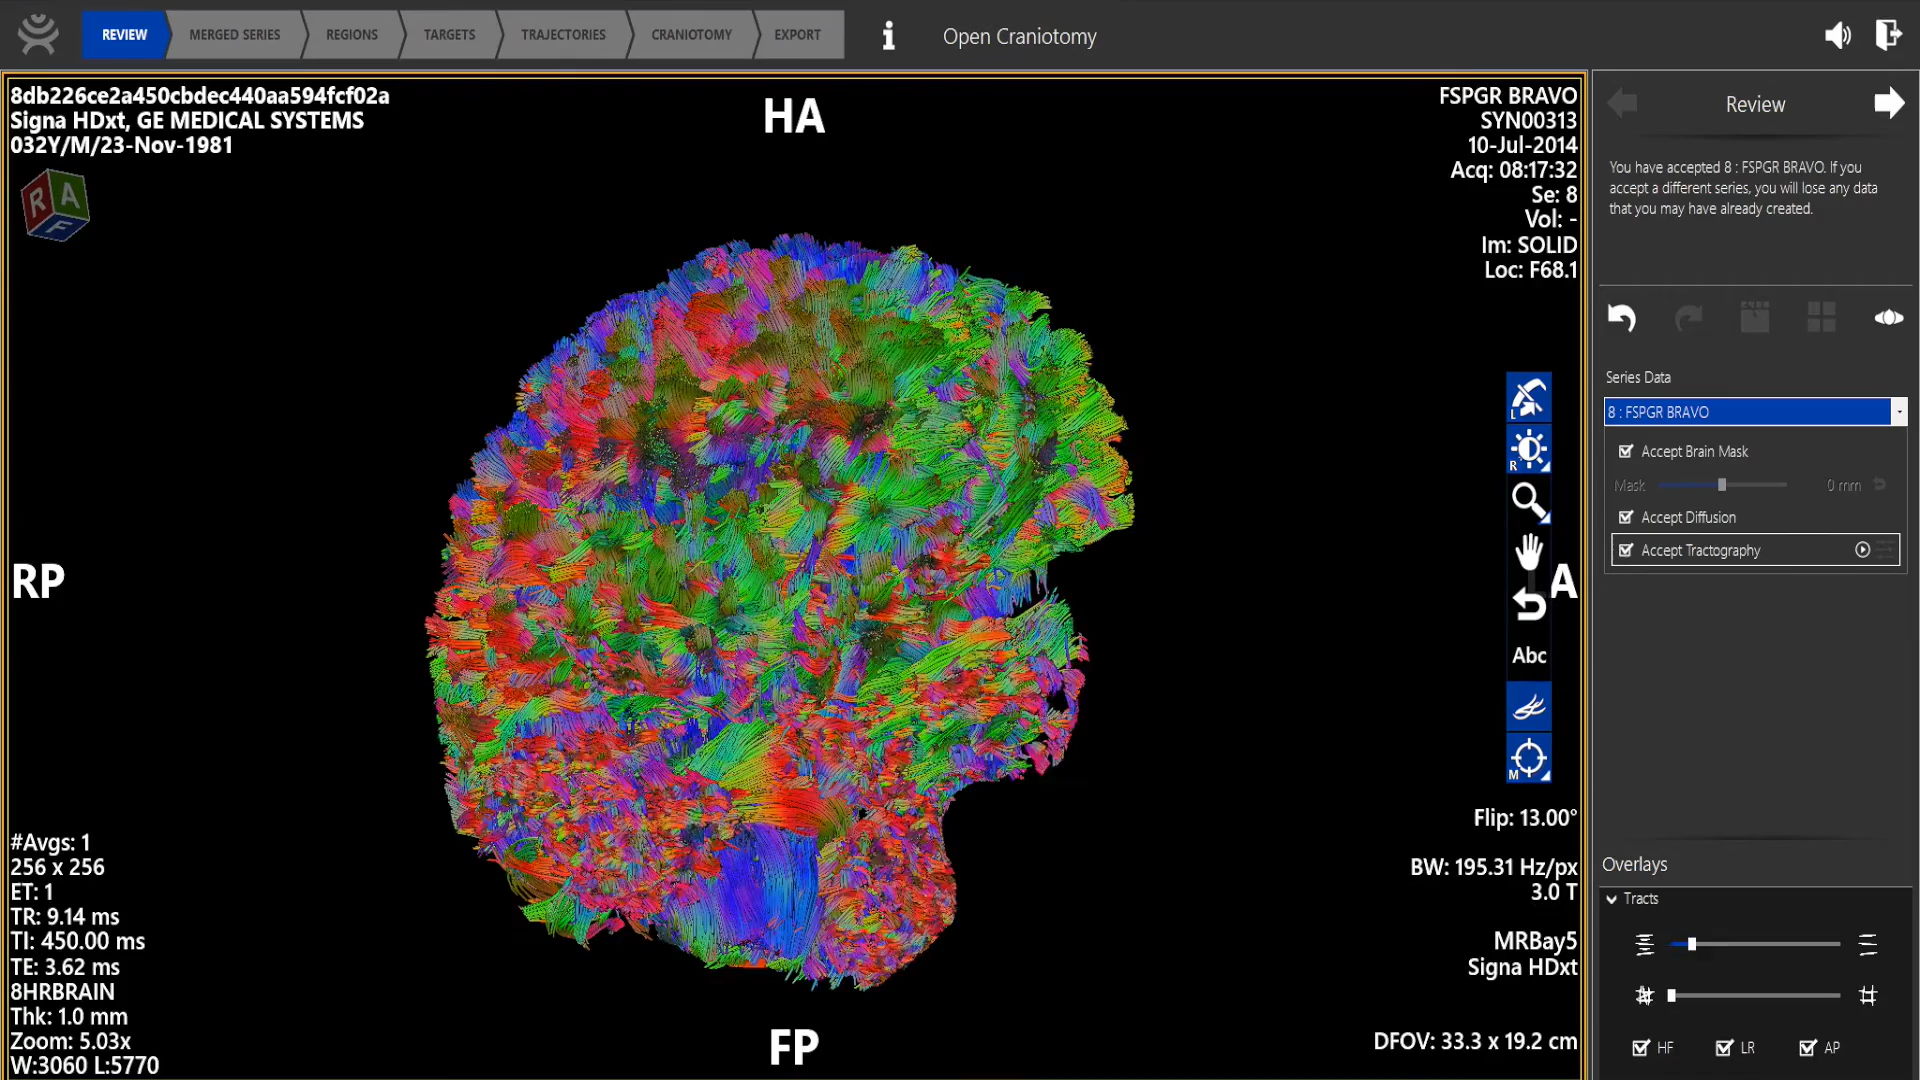 REVIEW
MERGED SERIES
REGIONS
TARGETS
TRAJECTORIES
CRANIOTOMY
EXPORT
Open Craniotomy
8db226ce2a450cbdec440aa594fcf02a
Signa HDxt, GE MEDICAL SYSTEMS
032Y/M/23-Nov-1981
R A
F
HA
FSPGR BRAVO
SYN00313
10-Jul-2014
Acq: 08:17:32
Se: 8
Vol: -
Im: SOLID
Loc: F68.1
RP
A
L
R
Abc
M
#Avgs: 1
256 x 256
ET: 1
TR: 9.14 ms
TI: 450.00 ms
TE: 3.62 ms
8HRBRAIN
Thk: 1.0 mm
Zoom: 5.03x
W:3060 L:5770
FP
Flip: 13.00°
BW: 195.31 Hz/px
3.0 T
MRBay5
Signa HDxt
DFOV: 33.3 x 19.2 cm
Review
You have accepted 8 : FSPGR BRAVO. If you
accept a different series, you will lose any data
that you may have already created.
Series Data
8 : FSPGR BRAVO
Accept Brain Mask
Mask 0 mm
Accept Diffusion
Accept Tractography
Overlays
Tracts
HF LR AP